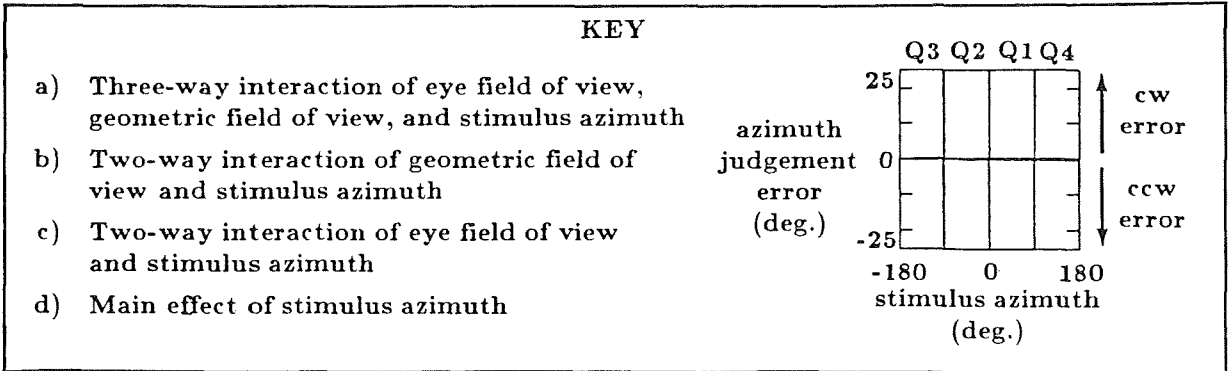 KEY
a) Three-way interaction of eye field of view,
geometric field of view, and stimulus azimuth
b) Two-way interaction of geometric field of
view and stimulus azimuth
c) Two-way interaction of eye field of view
and stimulus azimuth
d) Main effect of stimulus azimuth
Q3 Q2 Q1 Q4
25
0
-25
azimuth
judgement
error
(deg.)
cw
error
ccw
error
-180 0 180
stimulus azimuth
(deg.)